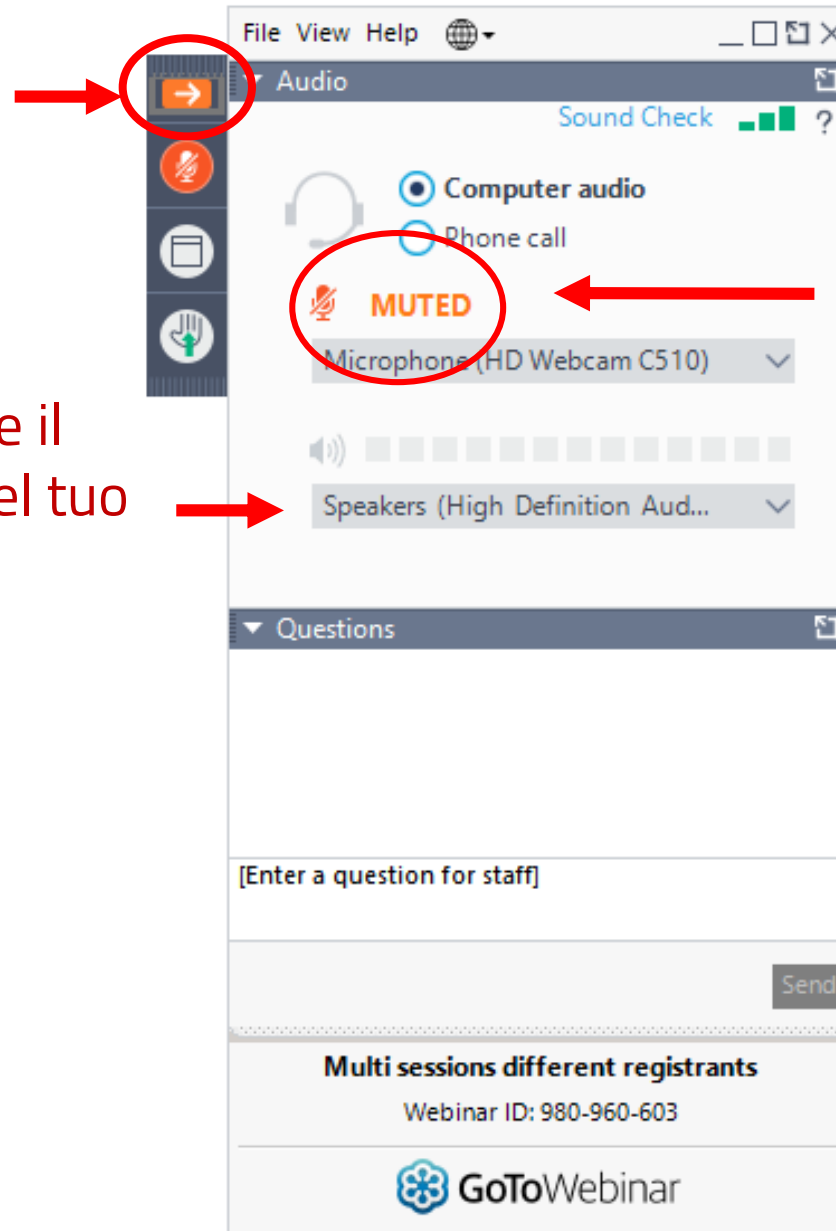 File View Help
Audio
Sound Check ?
Computer audio
Phone call
MUTED
Microphone (HD Webcam C510)
e il
el tuo
Speakers (High Definition Aud...
Questions
[Enter a question for staff]
Send
Multi sessions different registrants
Webinar ID: 980-960-603
GoToWebinar